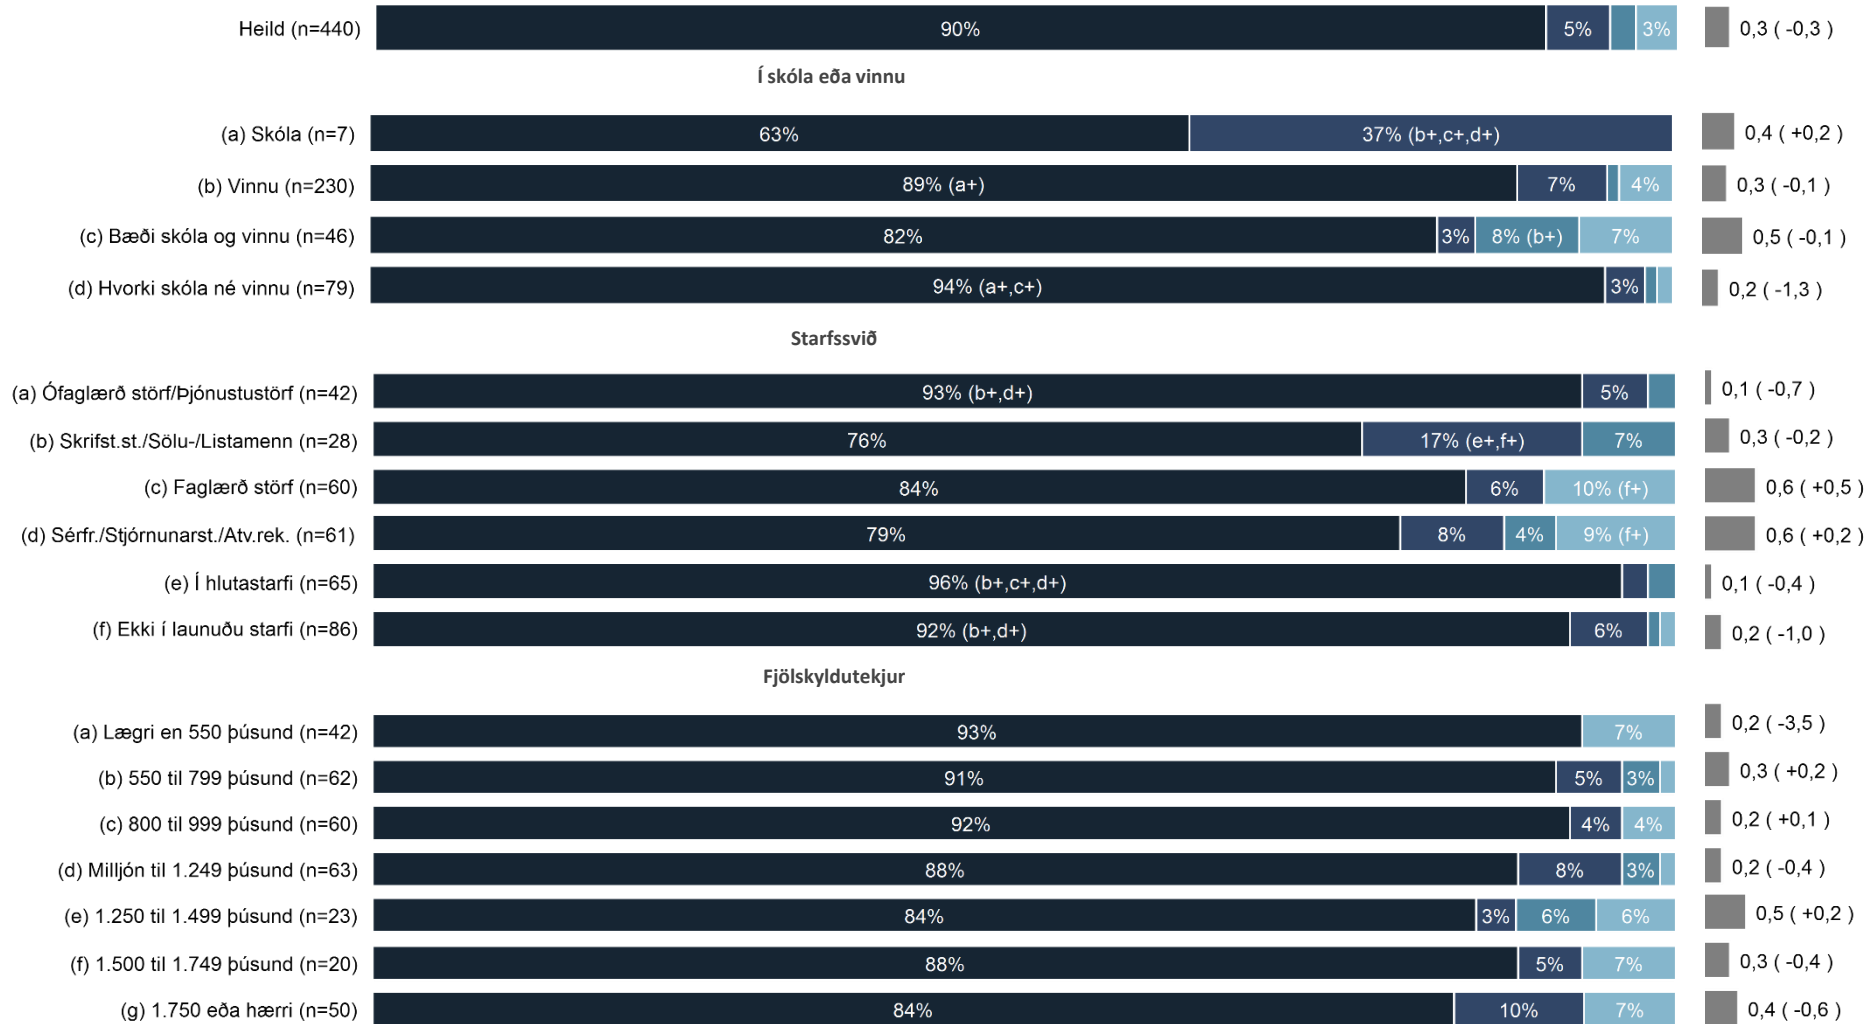 Heild (n=440) 90% 5% 3% 0,3 ( -0,3 )
Í skóla eða vinnu
(a) Skóla (n=7) 63% 37% (b+,c+,d+) 0,4 ( +0,2 )
(b) Vinnu (n=230) 89% (a+) 7% 4% 0,3 ( -0,1 )
(c) Bæði skóla og vinnu (n=46) 82% 3% 8% (b+) 7% 0,5 ( -0,1 )
(d) Hvorki skóla né vinnu (n=79) 94% (a+,c+) 3% 0,2 ( -1,3 )
Starfssvið
(a) Ófaglærð störf/Þjónustustörf (n=42) 93% (b+,d+) 5% 0,1 ( -0,7 )
(b) Skrifst.st./Sölu-/Listamenn (n=28) 76% 17% (e+,f+) 7% 0,3 ( -0,2 )
(c) Faglærð störf (n=60) 84% 6% 10% (f+) 0,6 ( +0,5 )
(d) Sérfr./Stjórnunarst./Atv.rek. (n=61) 79% 8% 4% 9% (f+) 0,6 ( +0,2 )
(e) Í hlutastarfi (n=65) 96% (b+,c+,d+) 0,1 ( -0,4 )
(f) Ekki í launuðu starfi (n=86) 92% (b+,d+) 6% 0,2 ( -1,0 )
Fjölskyldutekjur
(a) Lægri en 550 þúsund (n=42) 93% 7% 0,2 ( -3,5 )
(b) 550 til 799 þúsund (n=62) 91% 5% 3% 0,3 ( +0,2 )
(c) 800 til 999 þúsund (n=60) 92% 4% 4% 0,2 ( +0,1 )
(d) Milljón til 1.249 þúsund (n=63) 88% 8% 3% 0,2 ( -0,4 )
(e) 1.250 til 1.499 þúsund (n=23) 84% 3% 6% 6% 0,5 ( +0,2 )
(f) 1.500 til 1.749 þúsund (n=20) 88% 5% 7% 0,3 ( -0,4 )
(g) 1.750 eða hærri (n=50) 84% 10% 7% 0,4 ( -0,6 )